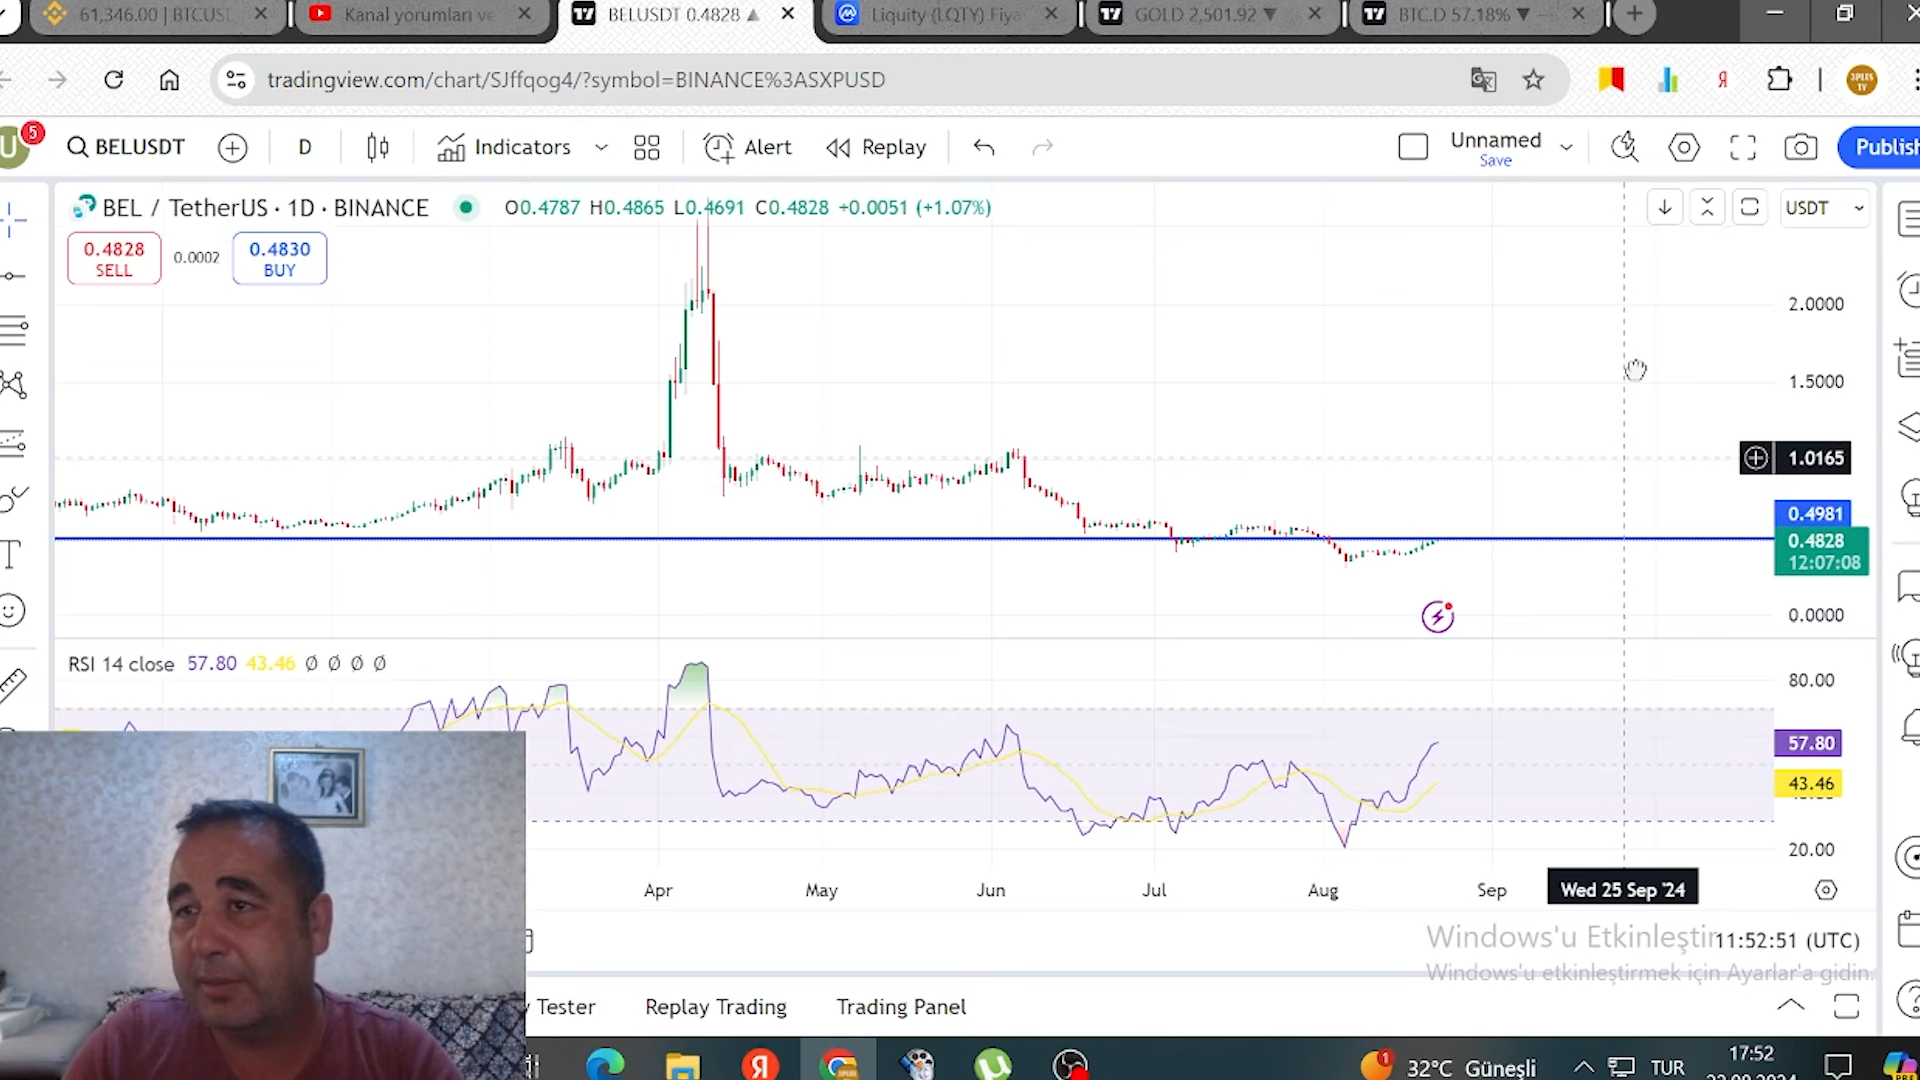 61,346.00 | BTCUSD
Kanal yorumları ve
BELUSDT 0.4828 ▲
Liquity (LQTY) Fiya
GOLD 2,501.92 ▼
BTC.D 57.18% ▼ —
tradingview.com/chart/SJffqog4/?symbol=BINANCE%3ASXPUSD
3PLUS TV
U 5
BELUSDT
D
Indicators
Alert
Replay
Unnamed
Save
Publish
BEL / TetherUS · 1D · BINANCE
O0.4787 H0.4865 L0.4691 C0.4828 +0.0051 (+1.07%)
USDT
0.4828
SELL
0.0002
0.4830
BUY
2.0000
1.5000
1.0165
0.4981
0.4828
12:07:08
0.0000
RSI 14 close 57.80 43.46 Ø Ø Ø Ø
80.00
57.80
43.46
20.00
Apr
May
Jun
Jul
Aug
Sep
Wed 25 Sep '24
Windows'u Etkinleştir
11:52:51 (UTC)
Windows'u etkinleştirmek için Ayarlar'a gidin.
y Tester
Replay Trading
Trading Panel
1
32°C Güneşli
TUR
17:52